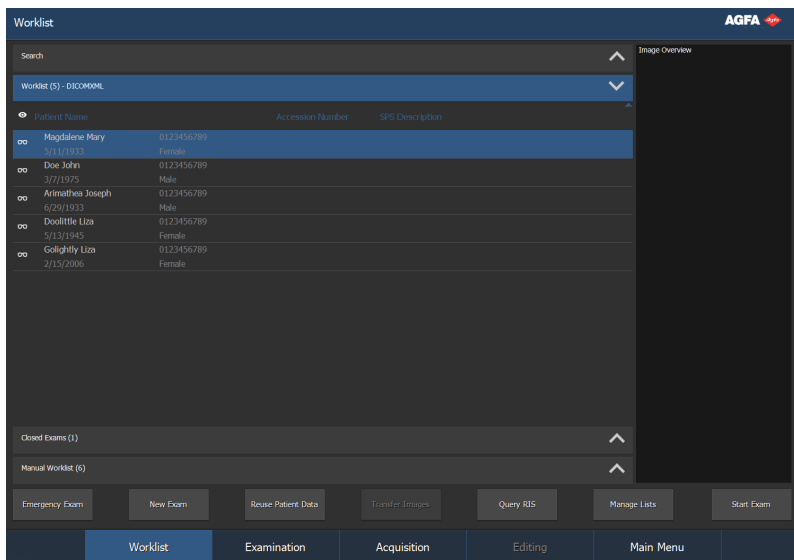 Worklist
AGFA
Search
Image Overview
Worklist (5) - DICOMXML
Patient Name Accession Number SPS Description
Magdalene Mary 0123456789
5/11/1933 Female
Doe John 0123456789
3/7/1975 Male
Arimathea Joseph 0123456789
6/29/1933 Male
Doolittle Liza 0123456789
5/13/1945 Female
Golightly Liza 0123456789
2/15/2006 Female
Closed Exams (1)
Manual Worklist (6)
Emergency Exam New Exam Reuse Patient Data Transfer Images Query RIS Manage Lists Start Exam
Worklist Examination Acquisition Editing Main Menu